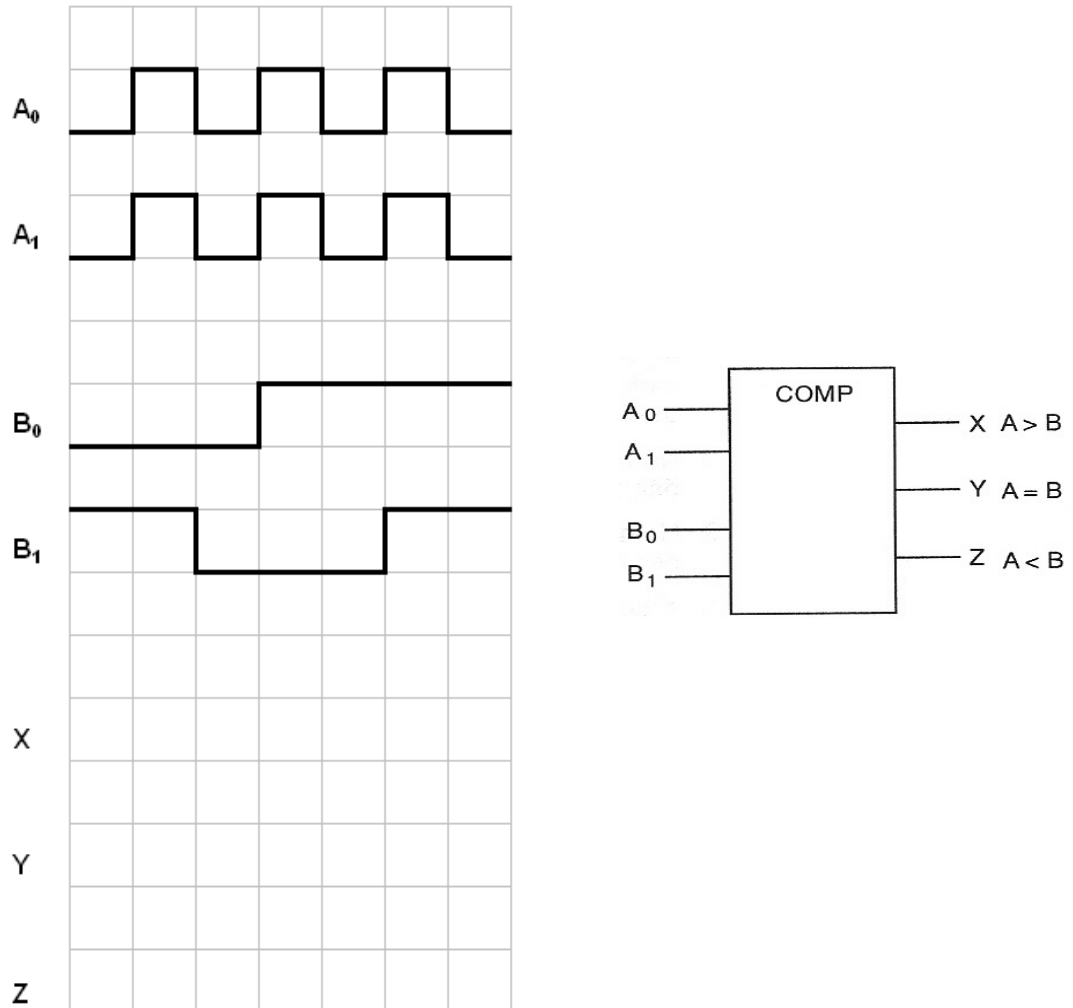 A₀
A₁
B₀
B₁
X
Y
Z
COMP
A₀
A₁
B₀
B₁
X A > B
Y A = B
Z A < B